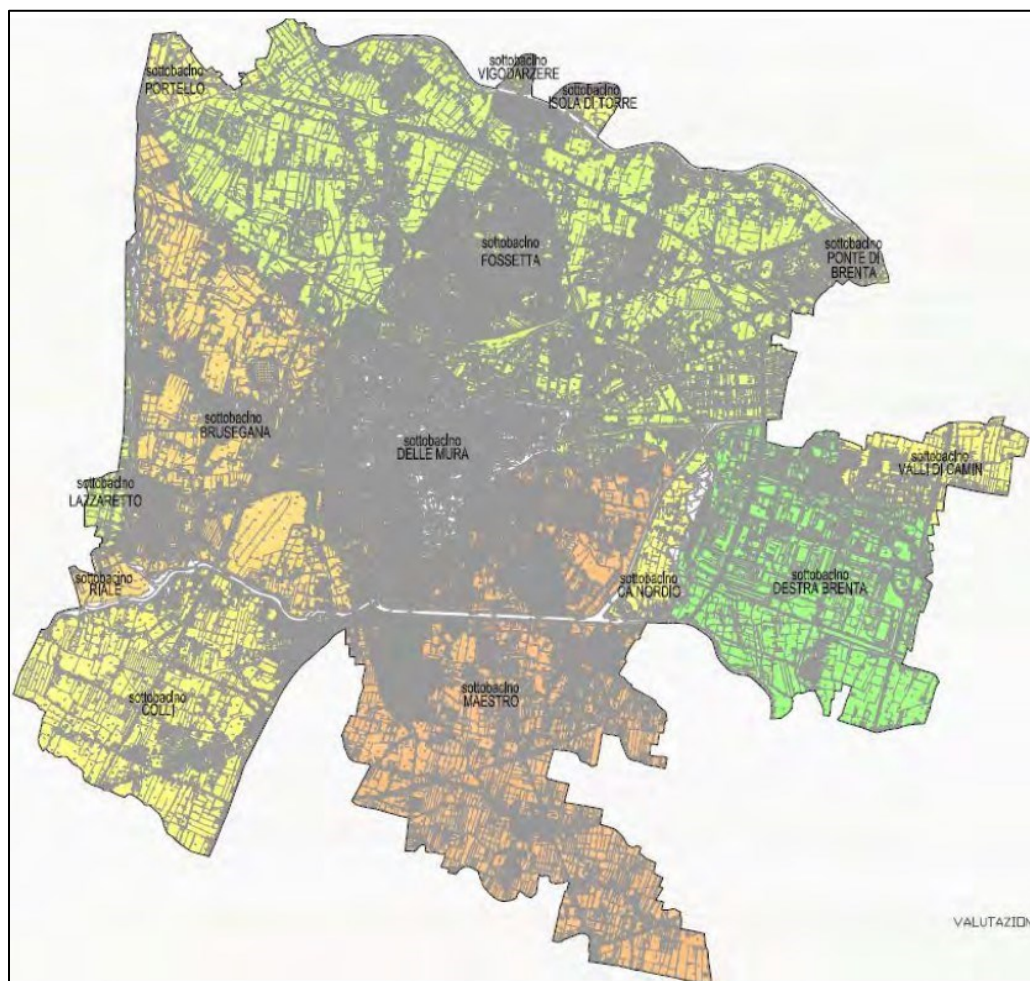 sottobacino
PORTELLO
sottobacino
VIGODARZERE
sottobacino
ISOLA DI TORRE
sottobacino
FOSSETTA
sottobacino
PONTE DI
BRENTA
sottobacino
BRUSEGANA
sottobacino
DELLE MURA
sottobacino
VALLI DI CAMIN
sottobacino
LAZZARETTO
sottobacino
RIALE
sottobacino
CA NORDIO
sottobacino
DESTRA BRENTA
sottobacino
COLLI
sottobacino
MAESTRO
VALUTAZION